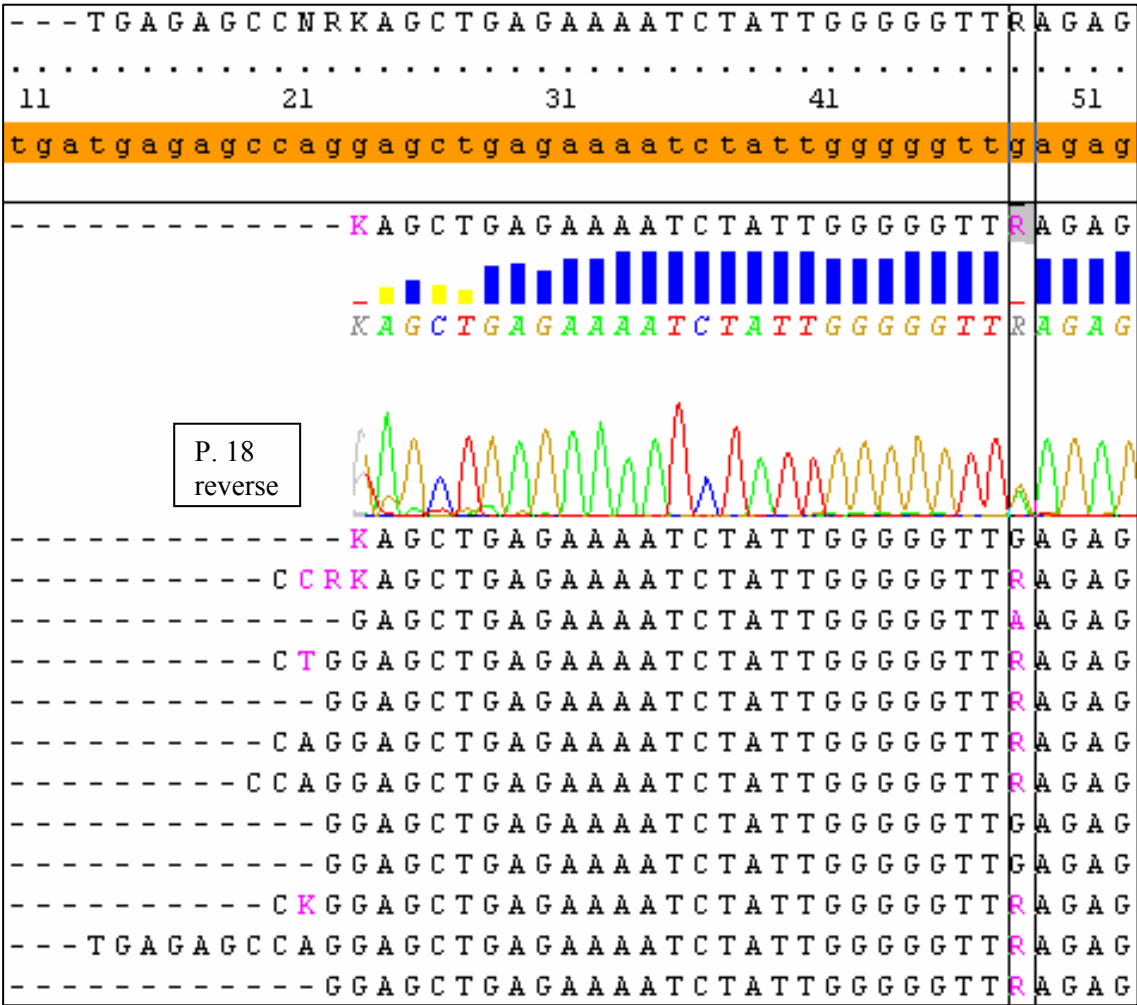 ---TGAGAGCCNRKAGCTGAGAAAATCTATTGGGGGTTRAGAG
...........................................
11 21 31 41 51
tgatgagagccaggagctgagaaaatctattgggggttgagag
-------------KAGCTGAGAAAATCTATTGGGGGTTRAGAG
KAGCTGAGAAAATCTATTGGGGGTTRAGAG
P. 18
reverse
-------------KAGCTGAGAAAATCTATTGGGGGTTGAGAG
----------CCRKAGCTGAGAAAATCTATTGGGGGTTRAGAG
-------------GAGCTGAGAAAATCTATTGGGGGTTAAGAG
----------CTGGAGCTGAGAAAATCTATTGGGGGTTRAGAG
------------GGAGCTGAGAAAATCTATTGGGGGTTRAGAG
----------CAGGAGCTGAGAAAATCTATTGGGGGTTRAGAG
---------CCAGGAGCTGAGAAAATCTATTGGGGGTTRAGAG
------------GGAGCTGAGAAAATCTATTGGGGGTTGAGAG
------------GGAGCTGAGAAAATCTATTGGGGGTTGAGAG
----------CKGGAGCTGAGAAAATCTATTGGGGGTTRAGAG
---TGAGAGCCAGGAGCTGAGAAAATCTATTGGGGGTTRAGAG
------------GGAGCTGAGAAAATCTATTGGGGGTTRAGAG